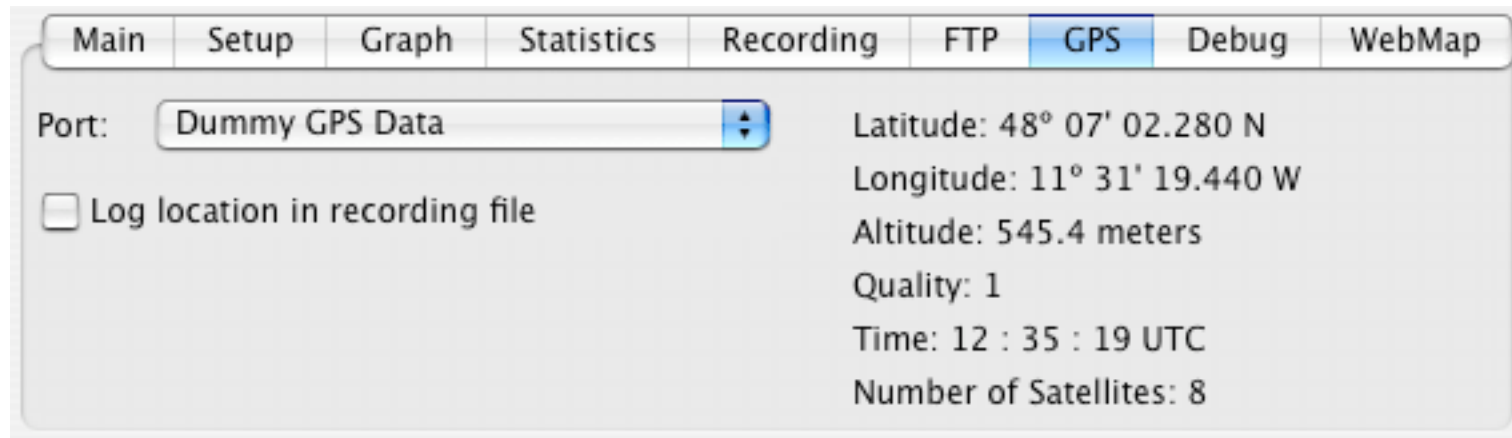 Main Setup Graph Statistics Recording FTP GPS Debug WebMap
Port: Dummy GPS Data
Log location in recording file
Latitude: 48º 07' 02.280 N
Longitude: 11º 31' 19.440 W
Altitude: 545.4 meters
Quality: 1
Time: 12 : 35 : 19 UTC
Number of Satellites: 8